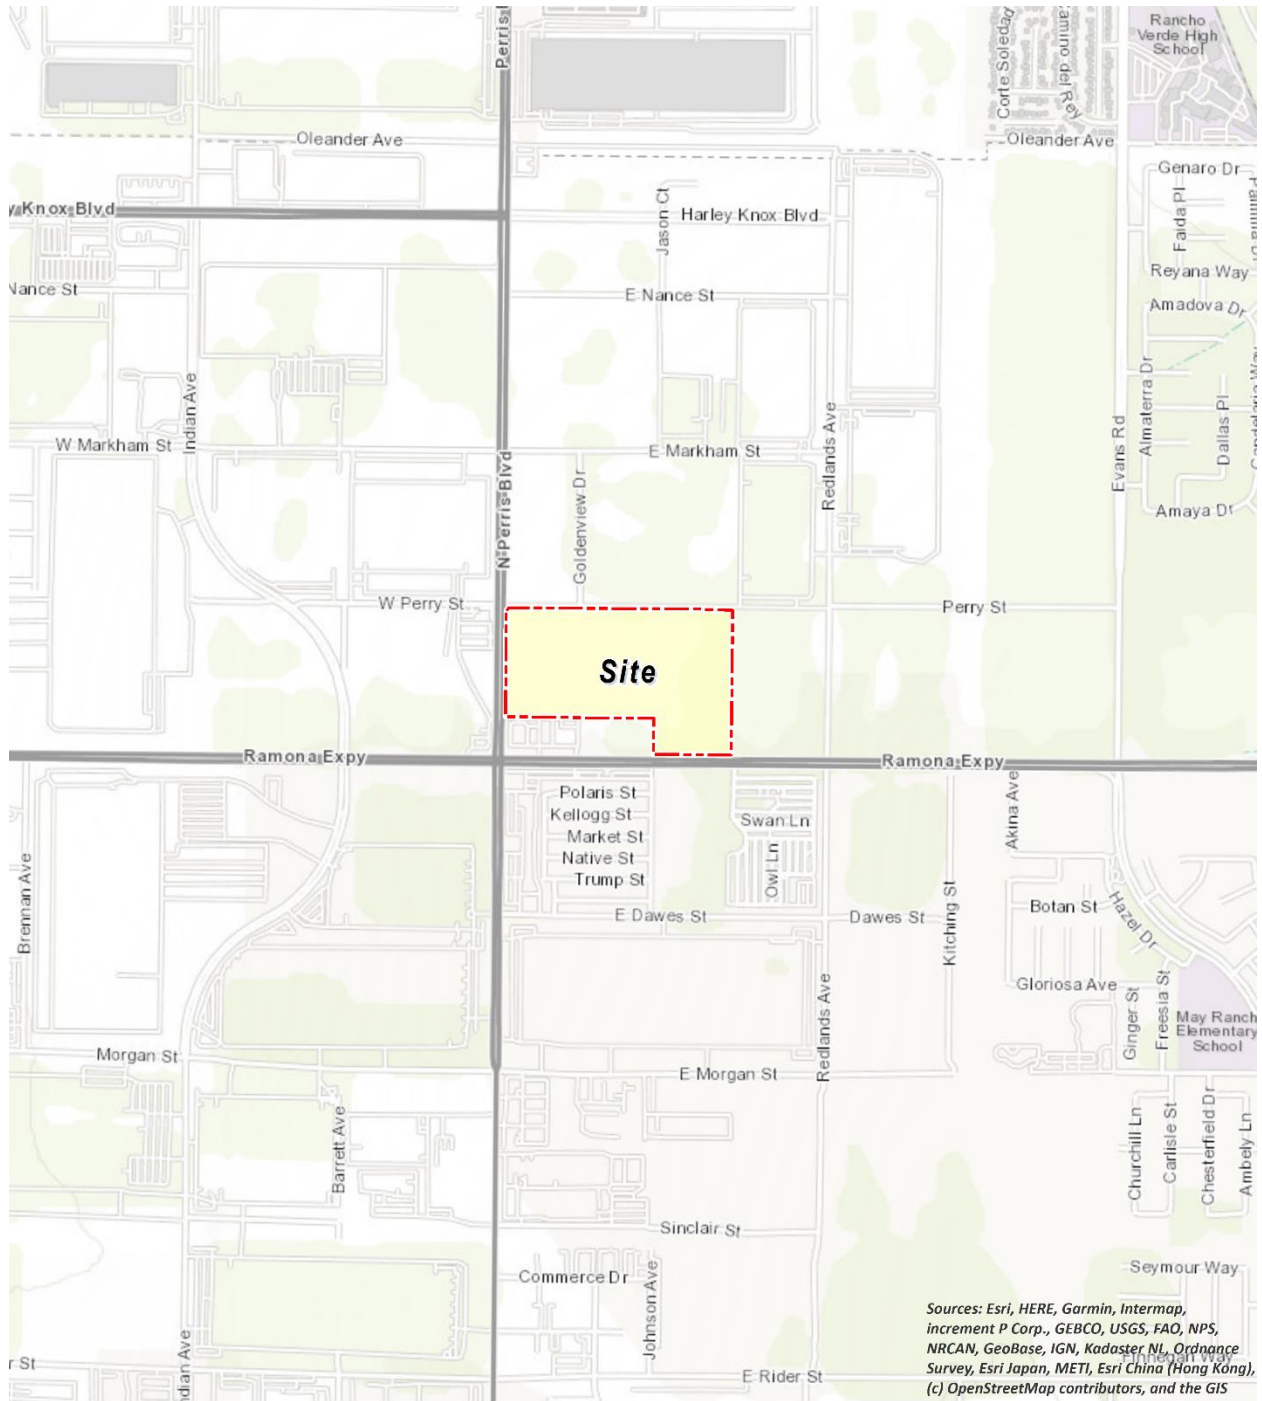 Perris
Corte Soledad
Camino del Rey
Rancho
Verde High
School
Oleander Ave
Oleander Ave
Genaro Dr
y Knox Blvd
Jason Ct
Harley Knox Blvd
Faida Pl
Reyana Way
Nance St
E Nance St
Amadova Dr
Indian Ave
Almaterra Dr
Dallas Pl
Candelaria Way
W Markham St
E Markham St
Redlands Ave
Evans Rd
N Perris Blvd
Goldenview Dr
Amaya Dr
W Perry St
Perry St
Site
Ramona Expy
Ramona Expy
Polaris St
Kellogg St
Market St
Native St
Trump St
Swan Ln
Owl Ln
Akina Ave
Brennan Ave
E Dawes St
Dawes St
Kitching St
Botan St
Hazel Dr
Gloriosa Ave
Ginger St
Freesia St
May Ranch
Elementary
School
Redlands Ave
Morgan St
E Morgan St
Barrett Ave
Churchill Ln
Carlisle St
Chesterfield Dr
Ambely Ln
Sinclair St
Commerce Dr
Johnson Ave
Seymour Way
ndian Ave
r St
E Rider St
Finnegan Way
Sources: Esri, HERE, Garmin, Intermap,
increment P Corp., GEBCO, USGS, FAO, NPS,
NRCAN, GeoBase, IGN, Kadaster NL, Ordnance
Survey, Esri Japan, METI, Esri China (Hong Kong),
(c) OpenStreetMap contributors, and the GIS